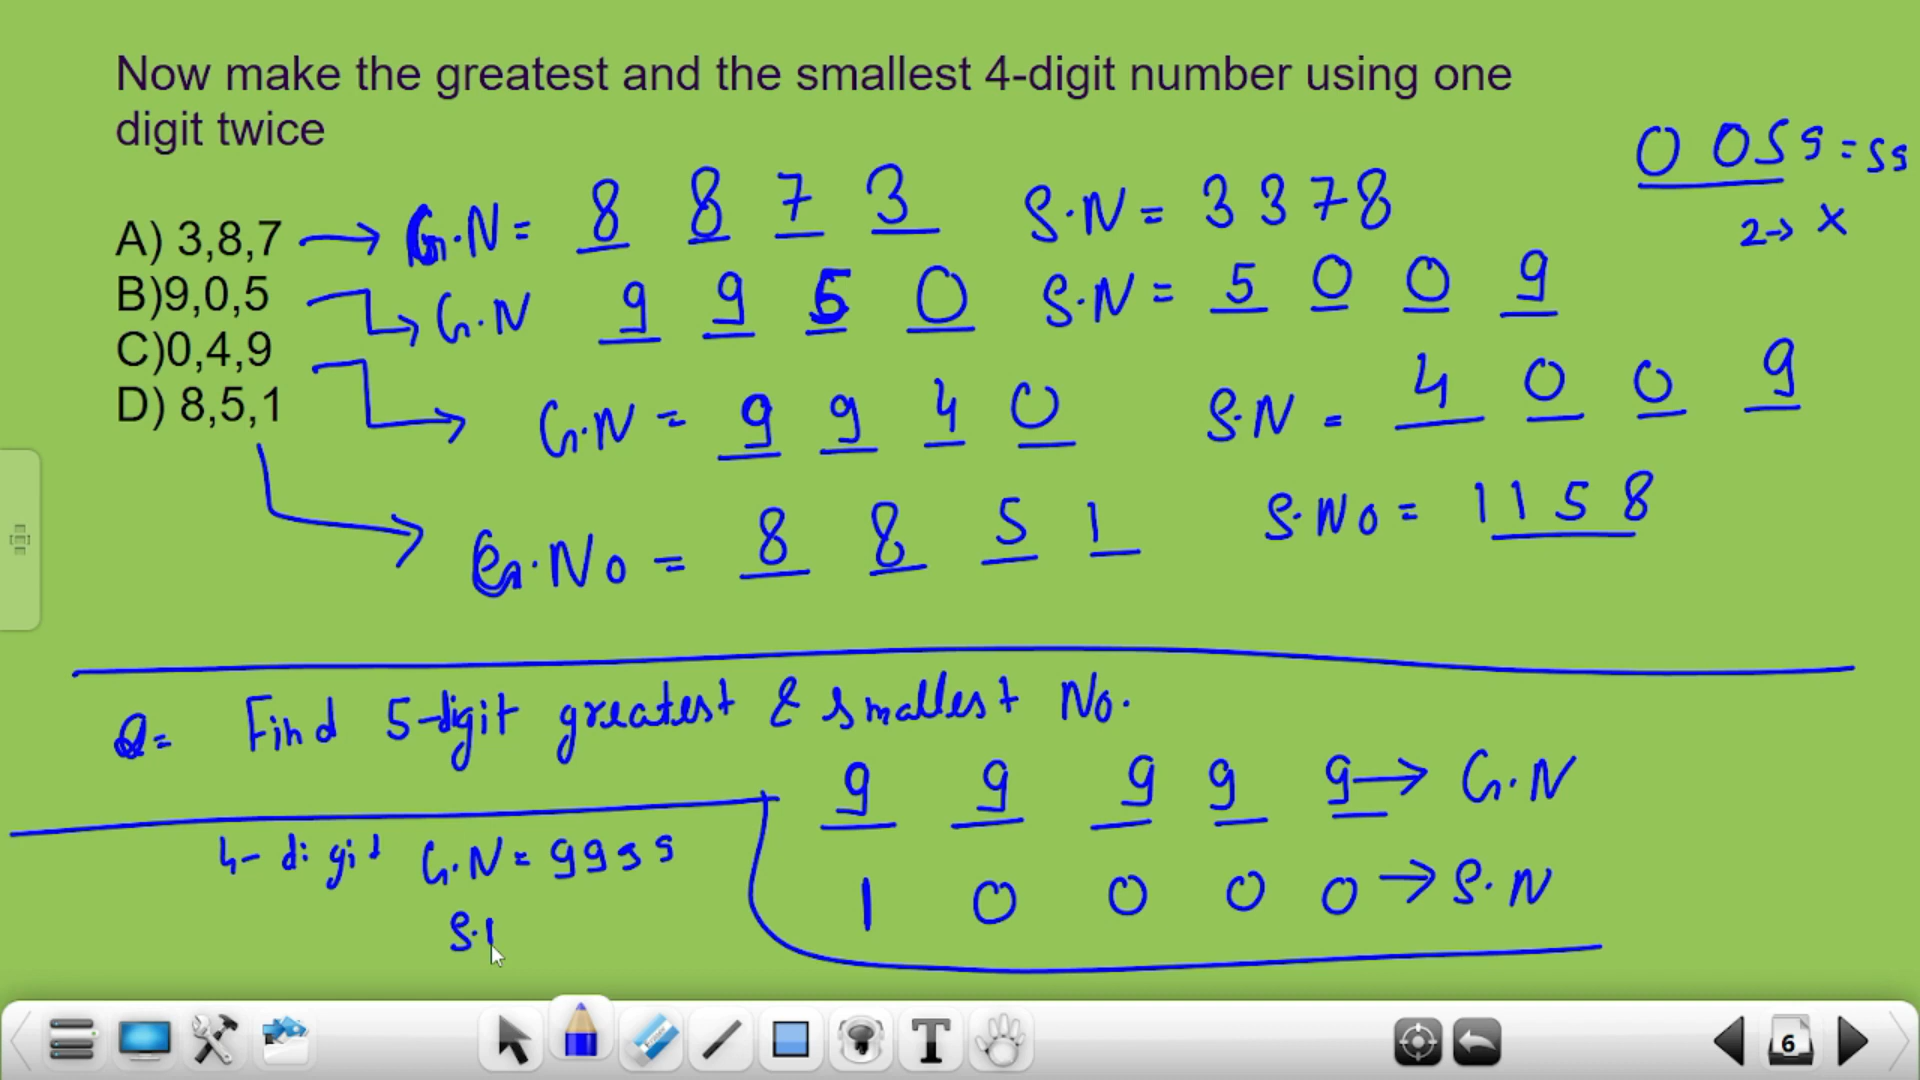 Now make the greatest and the smallest 4-digit number using one
digit twice
0 0 5 9 = 59
2→ X
A) 3,8,7 → G.N = 8 8 7 3 S.N = 3 3 7 8
B)9,0,5 → G.N 9 9 5 0 S.N = 5 0 0 9
C)0,4,9 → G.N = 9 9 4 0 S.N = 4 0 0 9
D) 8,5,1 → G.No = 8 8 5 1 S.No = 1 1 5 8
Q= Find 5-digit greatest & smallest No.
9 9 9 9 9 → G.N
1 0 0 0 0 → S.N
4-digit G.N = 9999
S.
6